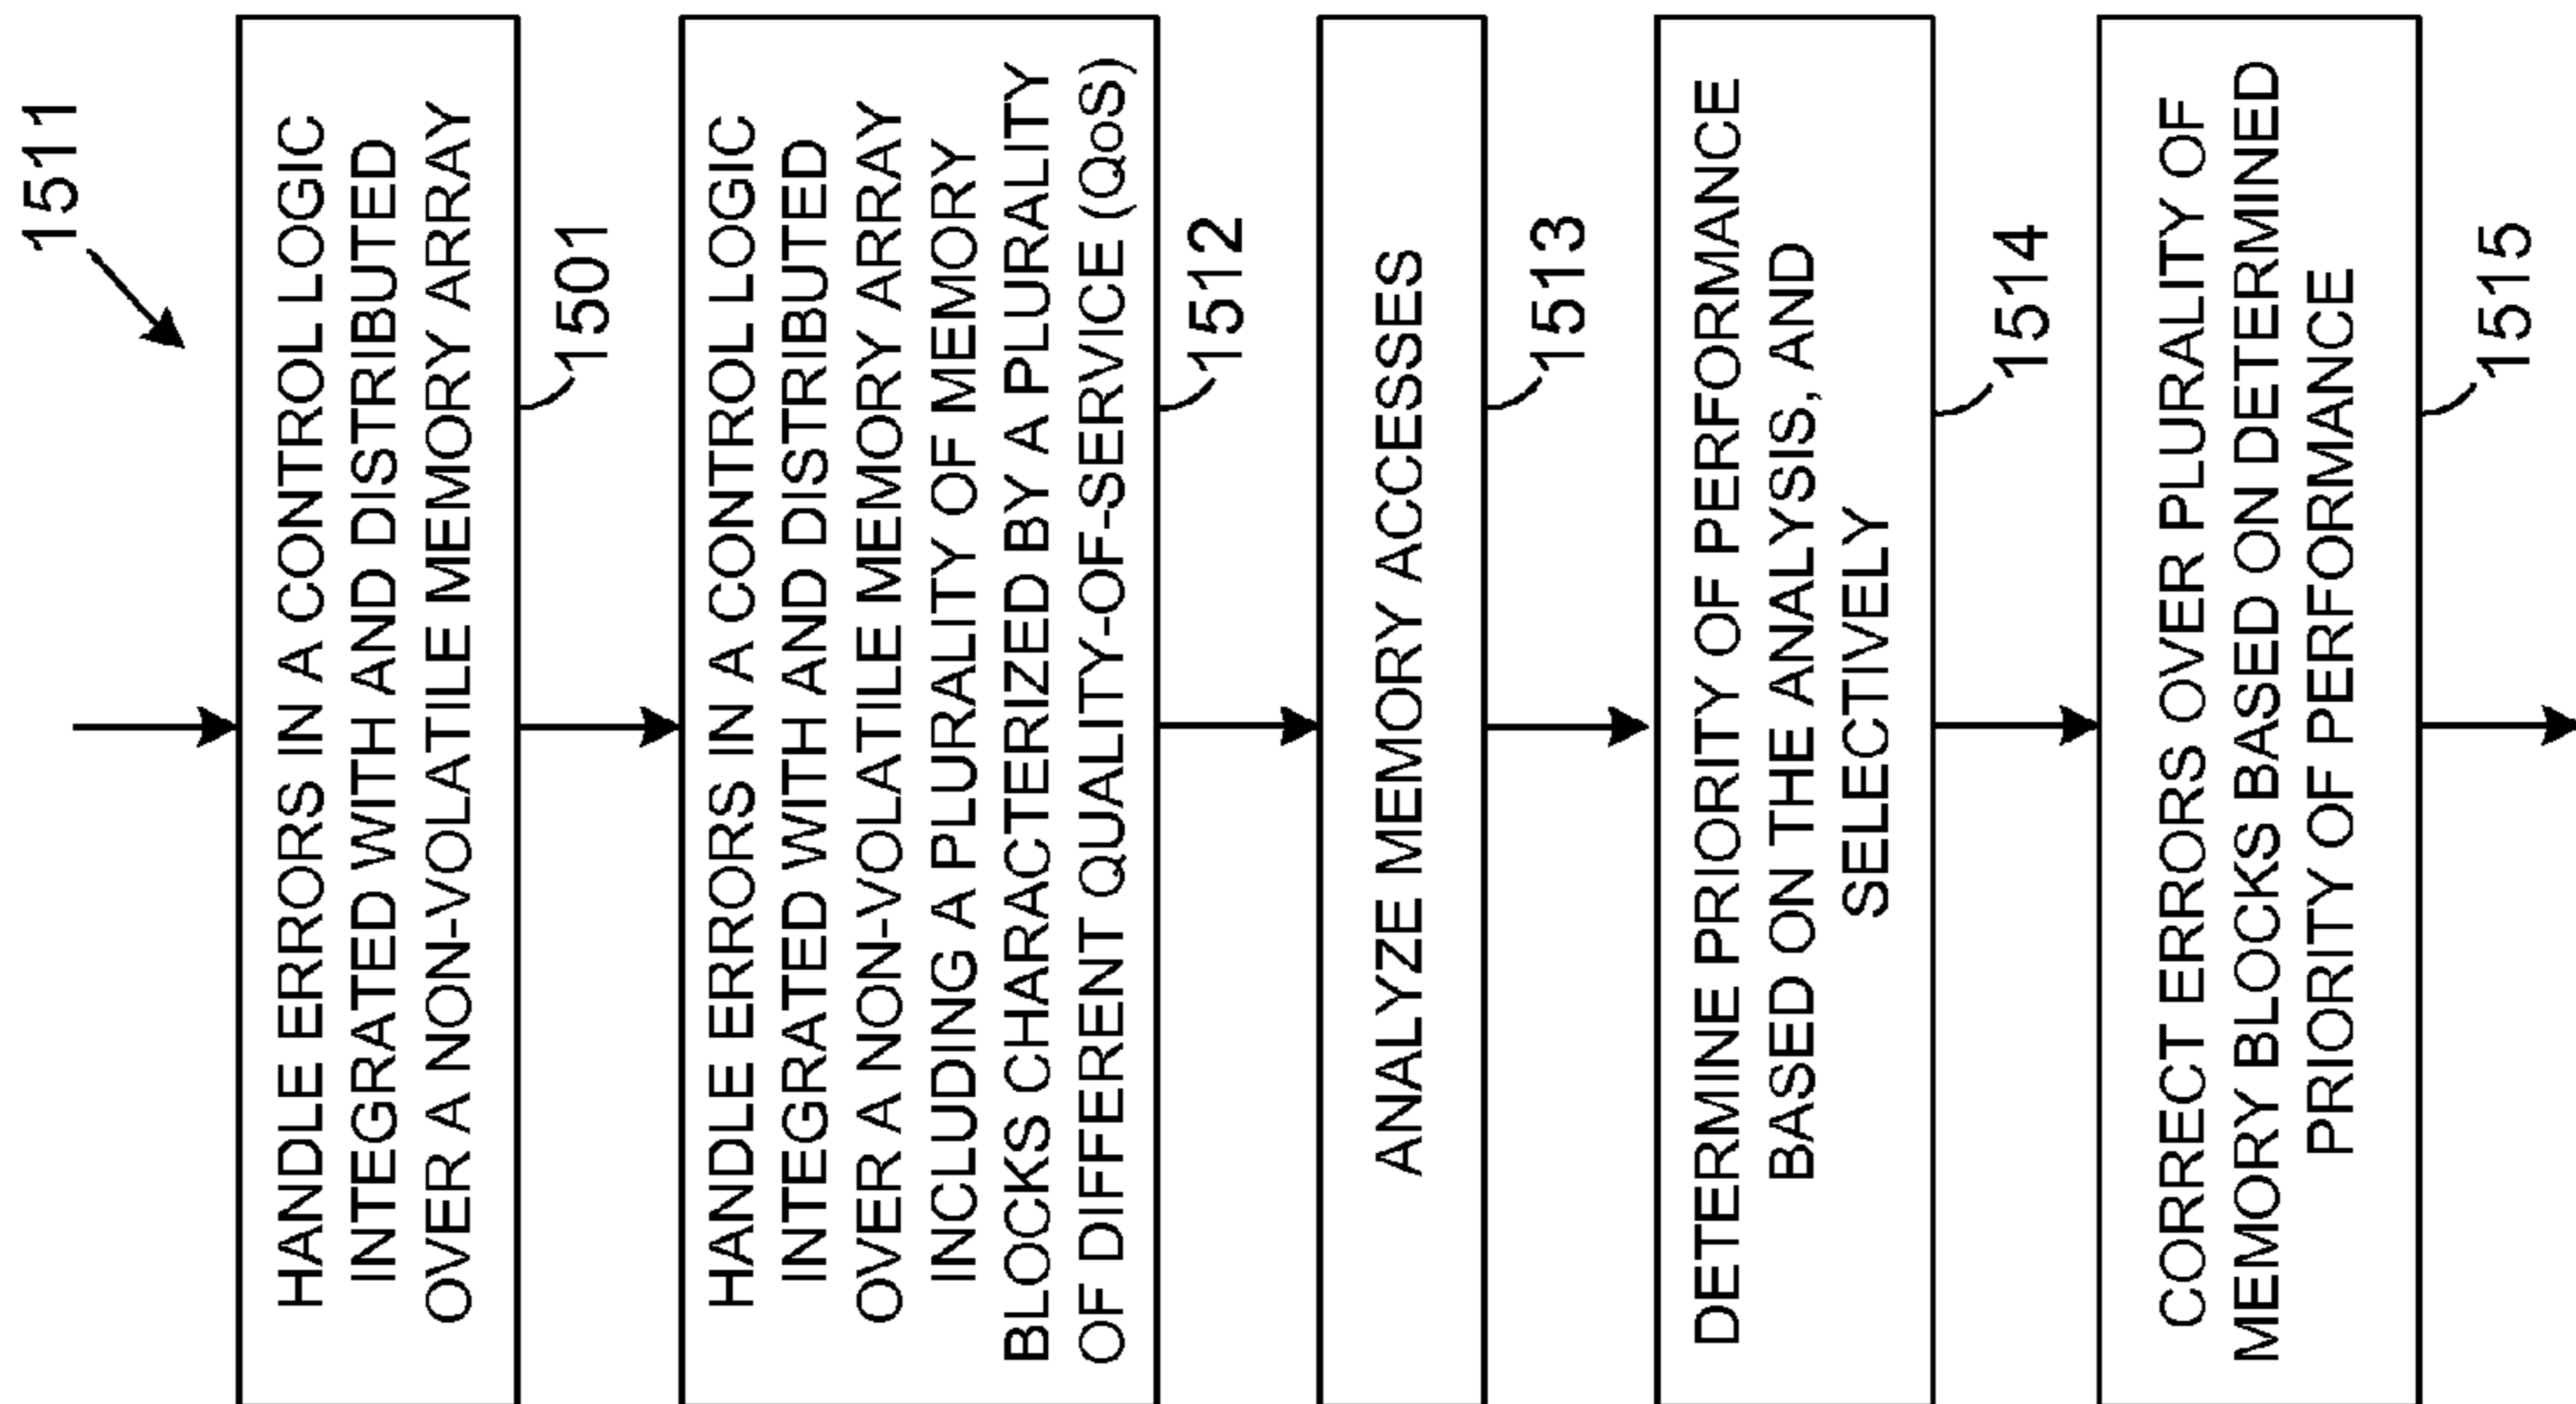 1511
HANDLE ERRORS IN A CONTROL LOGIC
INTEGRATED WITH AND DISTRIBUTED
OVER A NON-VOLATILE MEMORY ARRAY
1501
HANDLE ERRORS IN A CONTROL LOGIC
INTEGRATED WITH AND DISTRIBUTED
OVER A NON-VOLATILE MEMORY ARRAY
INCLUDING A PLURALITY OF MEMORY
BLOCKS CHARACTERIZED BY A PLURALITY
OF DIFFERENT QUALITY-OF-SERVICE (QoS)
1512
ANALYZE MEMORY ACCESSES
1513
DETERMINE PRIORITY OF PERFORMANCE
BASED ON THE ANALYSIS, AND
SELECTIVELY
1514
CORRECT ERRORS OVER PLURALITY OF
MEMORY BLOCKS BASED ON DETERMINED
PRIORITY OF PERFORMANCE
1515